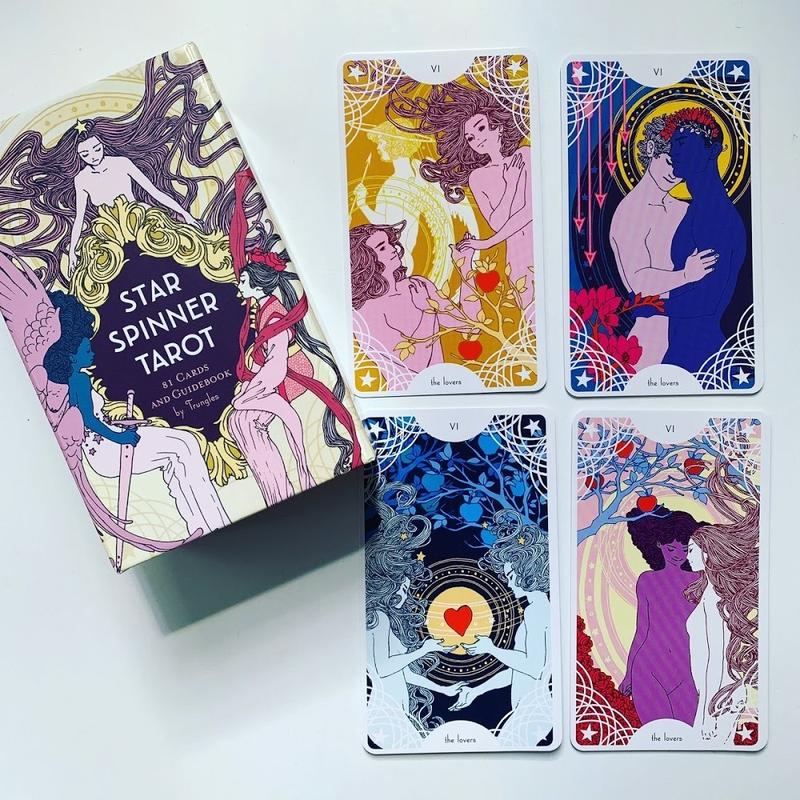 STAR
SPINNER
TAROT
81 CARDS
AND GUIDEBOOK
by Trungles
VI
the lovers
VI
the lovers
VI
the lovers
VI
the lovers